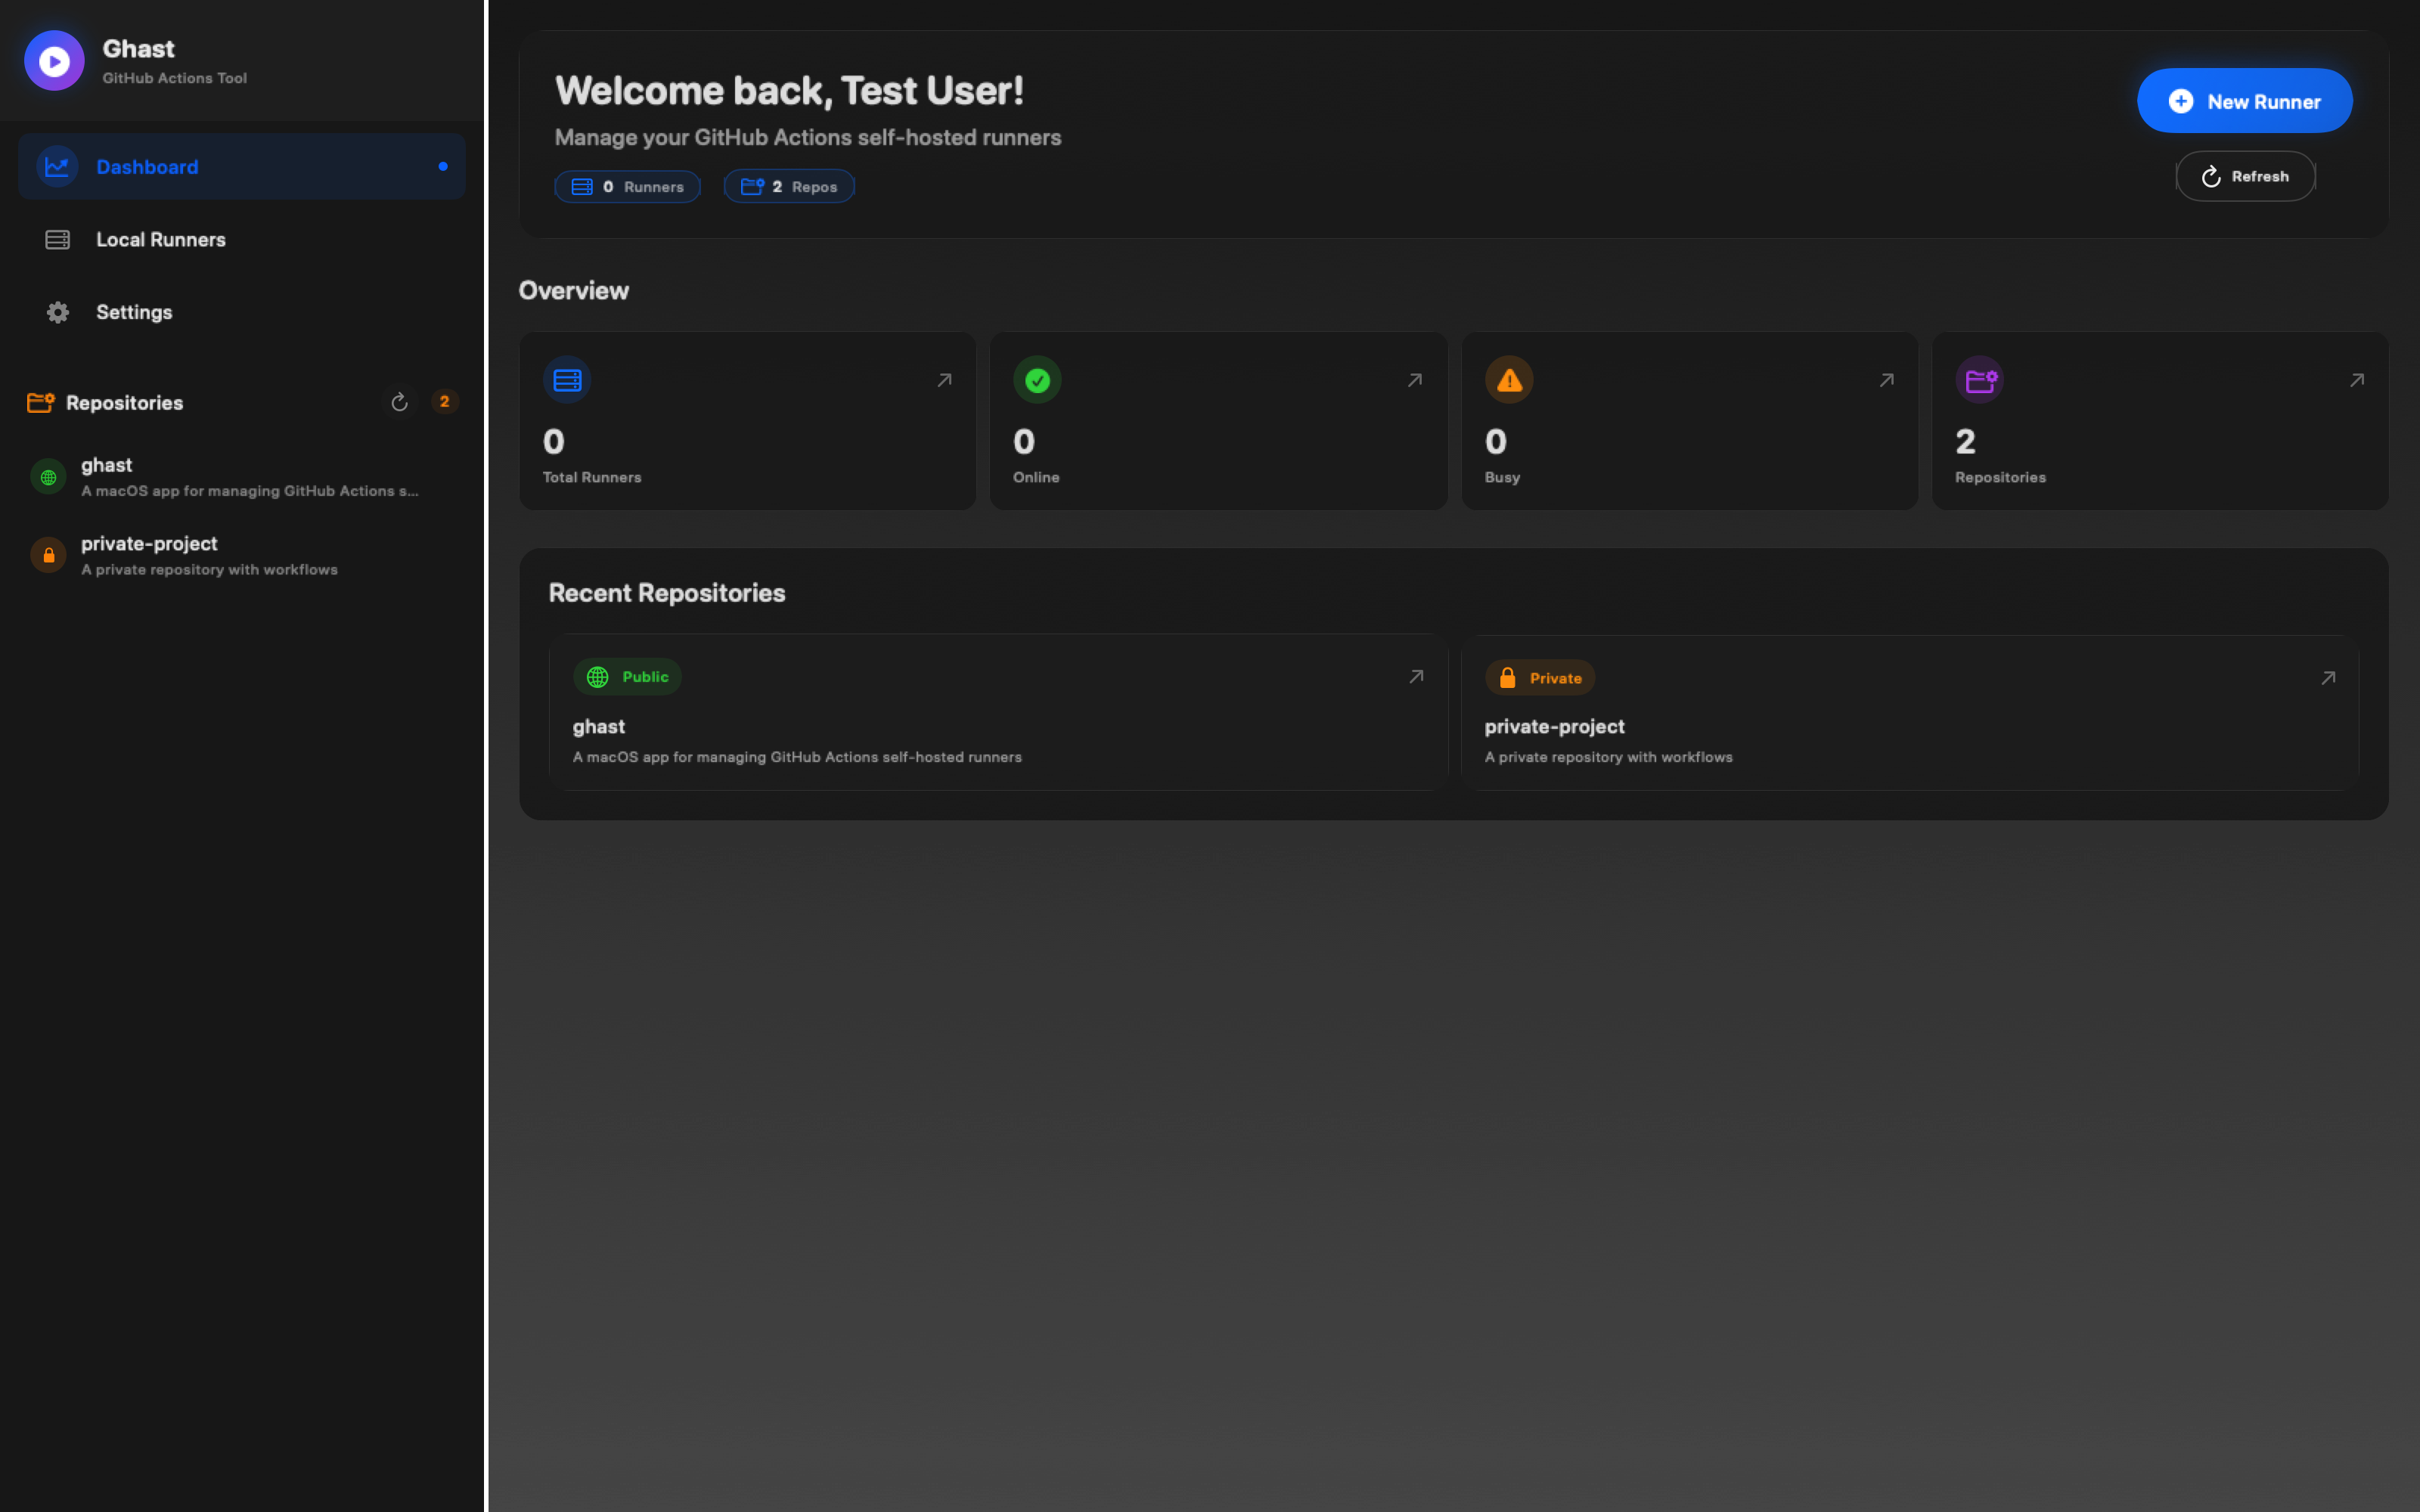 Ghast
GitHub Actions Tool
Dashboard
Local Runners
Settings
Repositories
2
ghast
A macOS app for managing GitHub Actions s...
private-project
A private repository with workflows
Welcome back, Test User!
Manage your GitHub Actions self-hosted runners
0 Runners
2 Repos
New Runner
Refresh
Overview
0
Total Runners
0
Online
0
Busy
2
Repositories
Recent Repositories
Public
ghast
A macOS app for managing GitHub Actions self-hosted runners
Private
private-project
A private repository with workflows